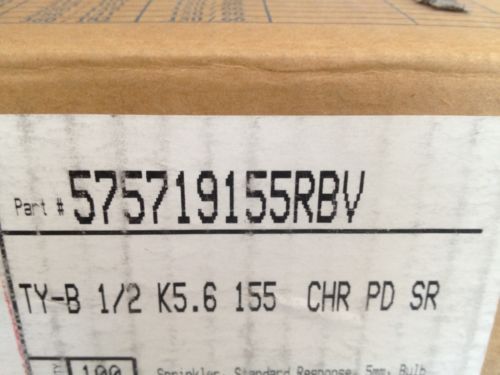 Part # 575719155RBV
TY-B 1/2 K5.6 155 CHR PD SR
100 Sprinkler, Standard Response, 5mm, Bulb